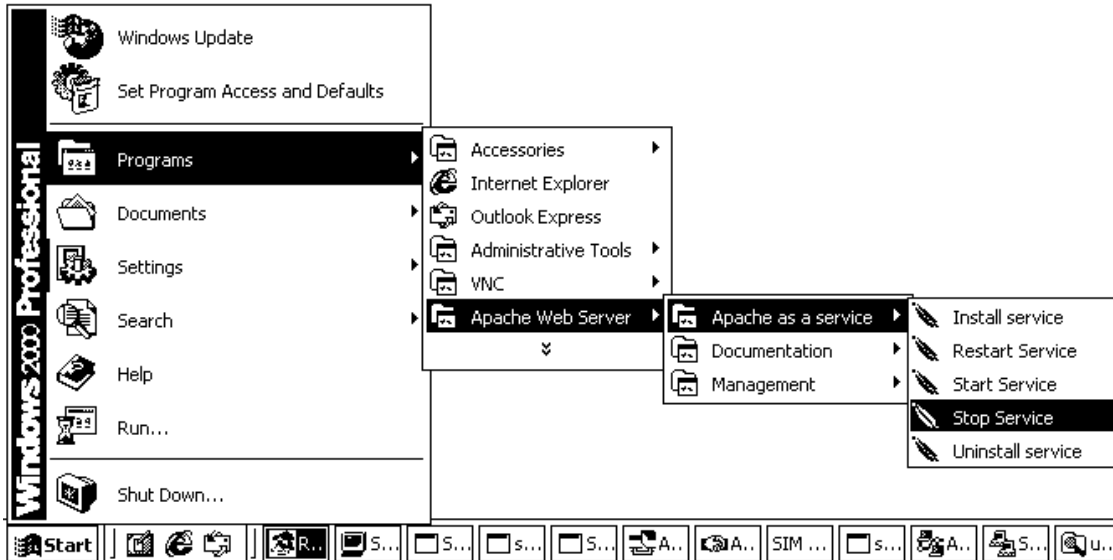 Windows Update
Set Program Access and Defaults
Programs
Documents
Settings
Search
Help
Run...
Shut Down...
Windows 2000 Professional
Accessories
Internet Explorer
Outlook Express
Administrative Tools
VNC
Apache Web Server
Apache as a service
Documentation
Management
Install service
Restart Service
Start Service
Stop Service
Uninstall service
Start R.. S... S... s... S... A.. A.. SIM ... s... A.. S... u..